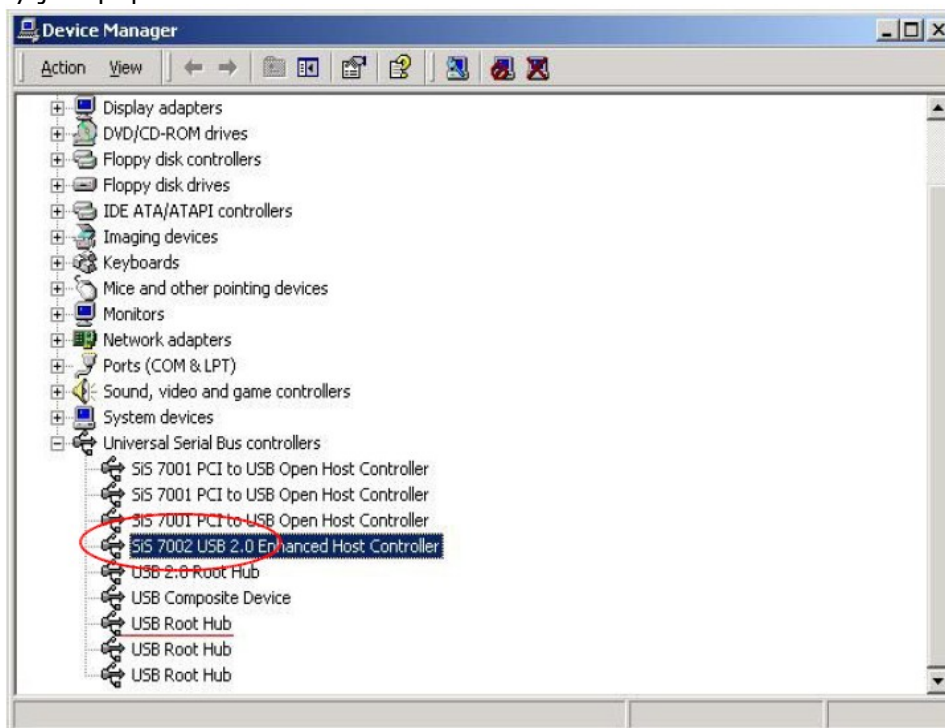 Device Manager
Action View
Display adapters
DVD/CD-ROM drives
Floppy disk controllers
Floppy disk drives
IDE ATA/ATAPI controllers
Imaging devices
Keyboards
Mice and other pointing devices
Monitors
Network adapters
Ports (COM & LPT)
Sound, video and game controllers
System devices
Universal Serial Bus controllers
SiS 7001 PCI to USB Open Host Controller
SiS 7001 PCI to USB Open Host Controller
SiS 7001 PCI to USB Open Host Controller
SiS 7002 USB 2.0 Enhanced Host Controller
USB 2.0 Root Hub
USB Composite Device
USB Root Hub
USB Root Hub
USB Root Hub